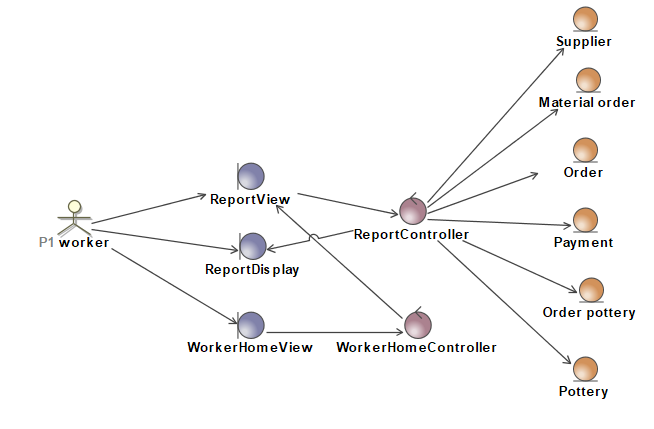 Supplier
Material order
Order
ReportView
P1 worker
ReportController
Payment
ReportDisplay
Order pottery
WorkerHomeView
WorkerHomeController
Pottery